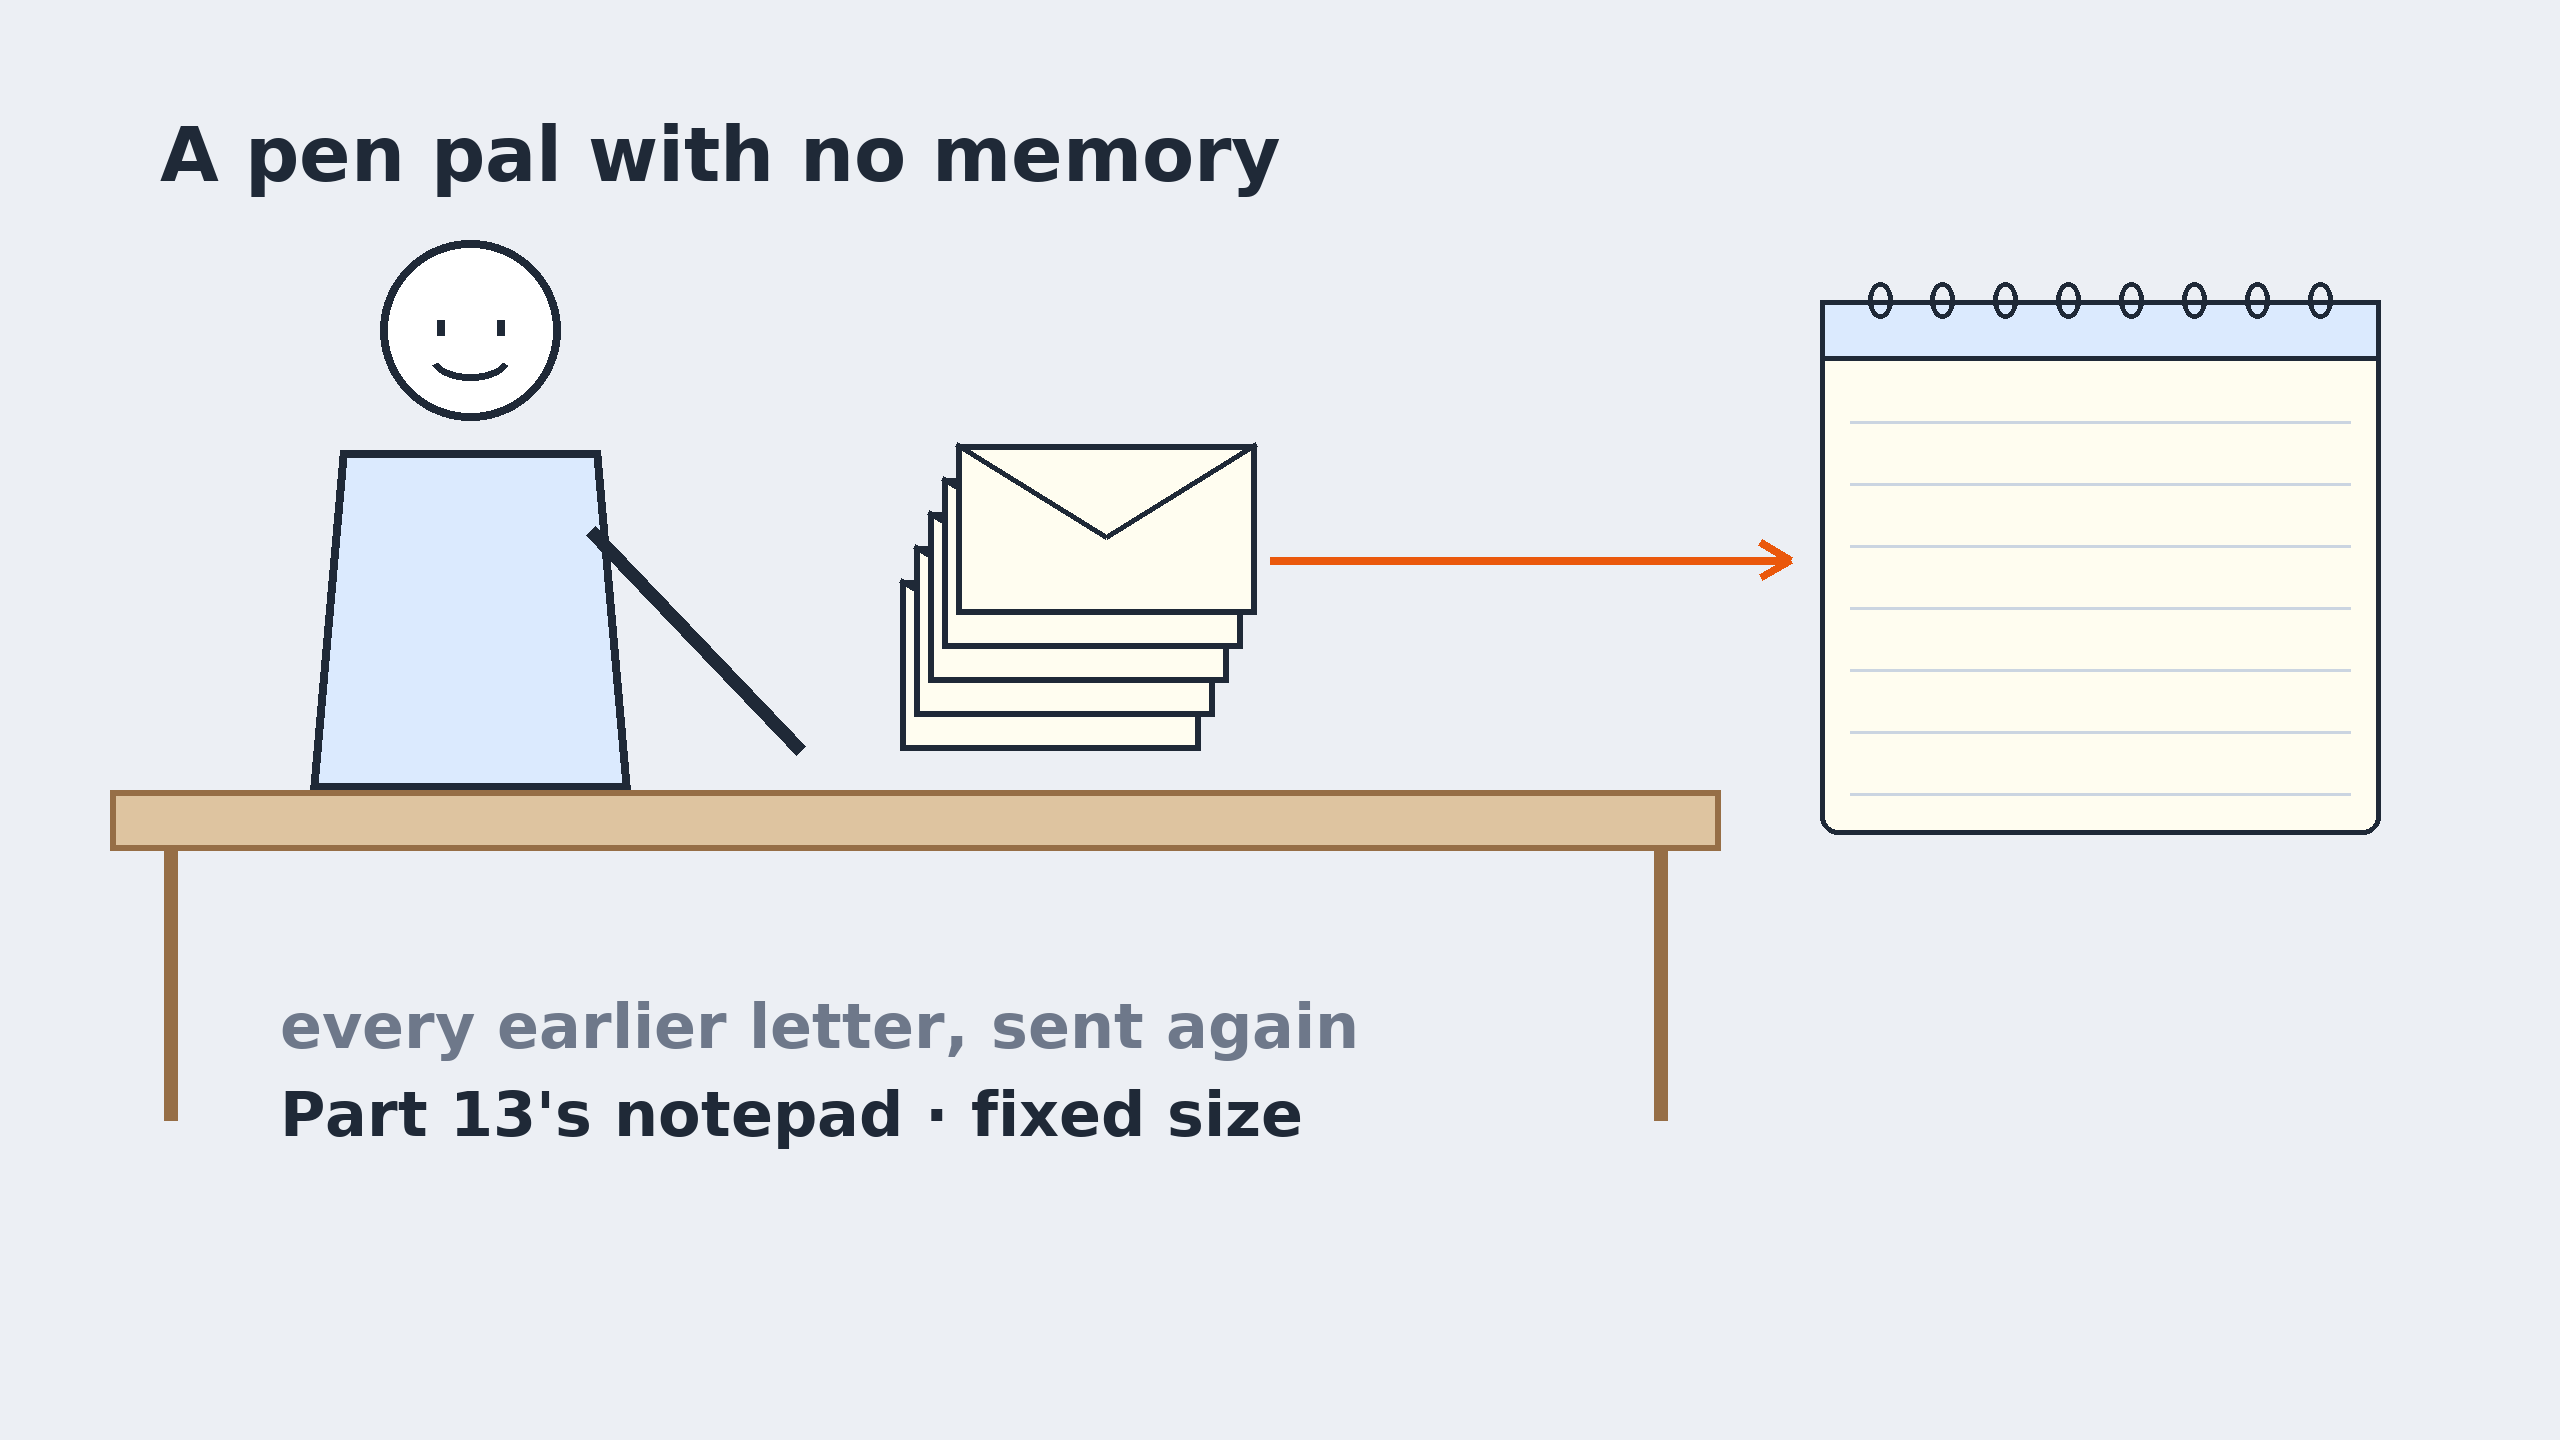 A pen pal with no memory
every earlier letter, sent again
Part 13's notepad · fixed size